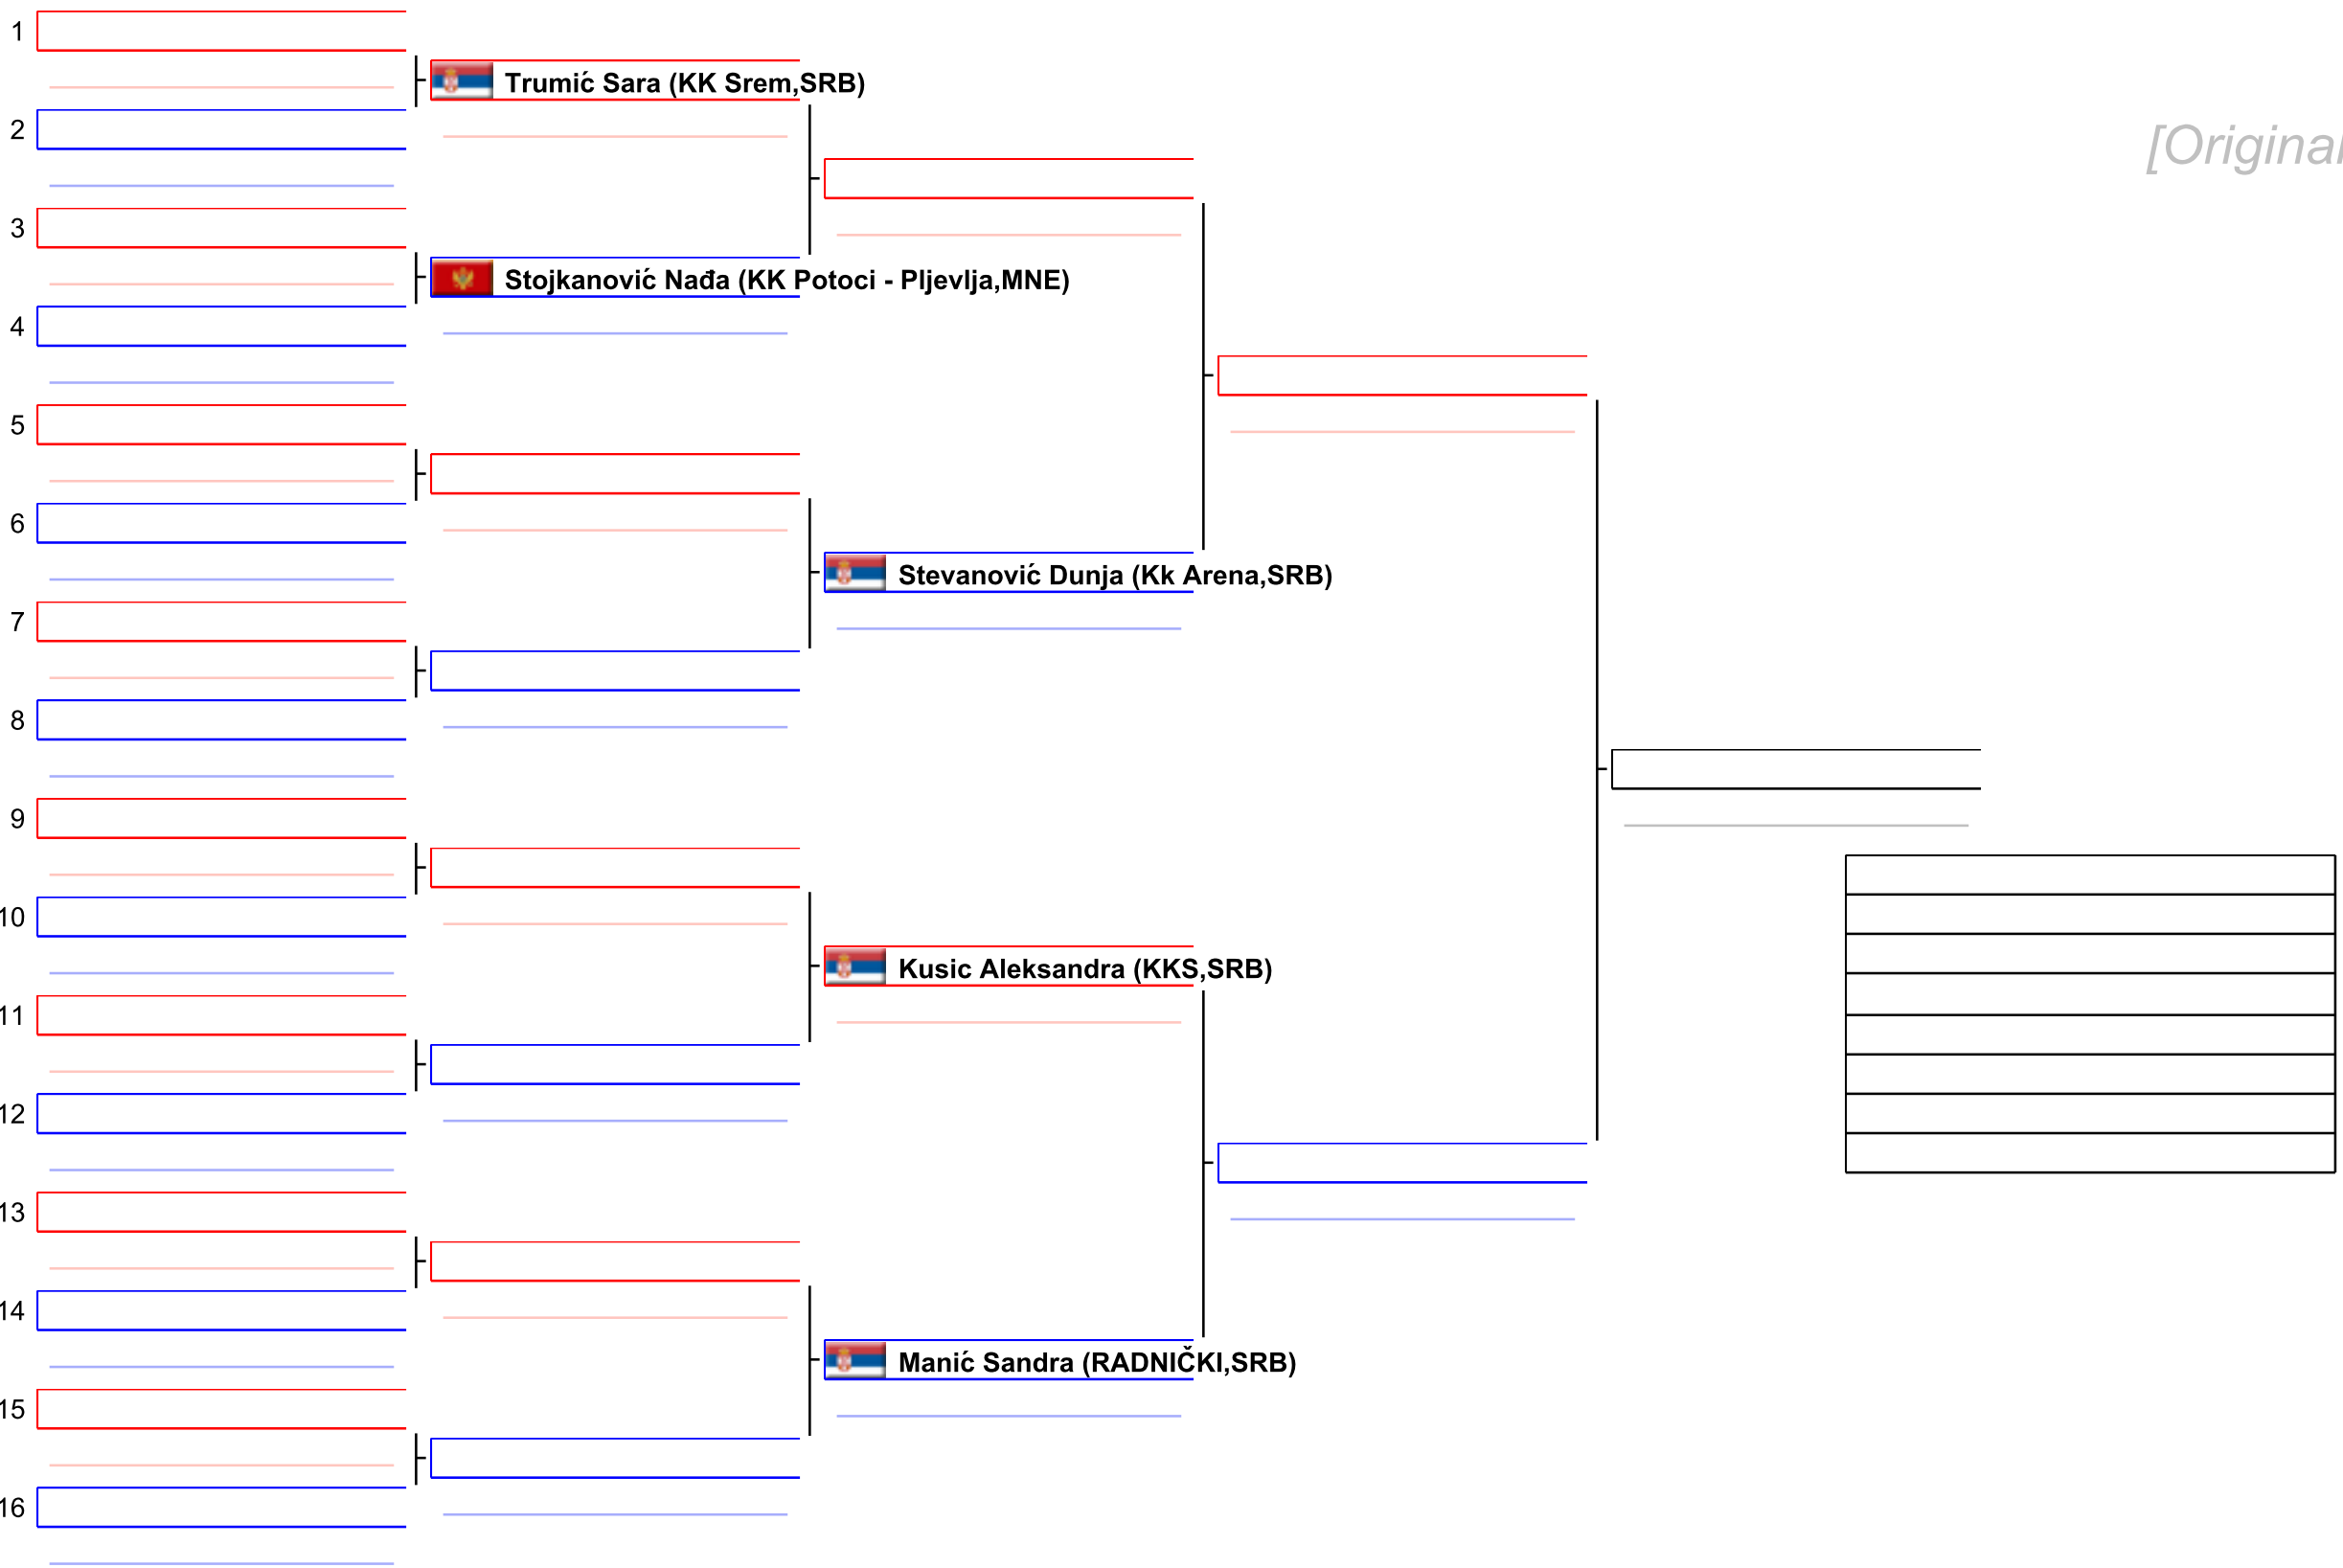 1
Trumić Sara (KK Srem,SRB)
2
[Original
3
Stojkanović Nađa (KK Potoci - Pljevlja,MNE)
4
5
6
Stevanović Dunja (Kk Arena,SRB)
7
8
9
10
Kusic Aleksandra (KKS,SRB)
11
12
13
14
Manić Sandra (RADNIČKI,SRB)
15
16